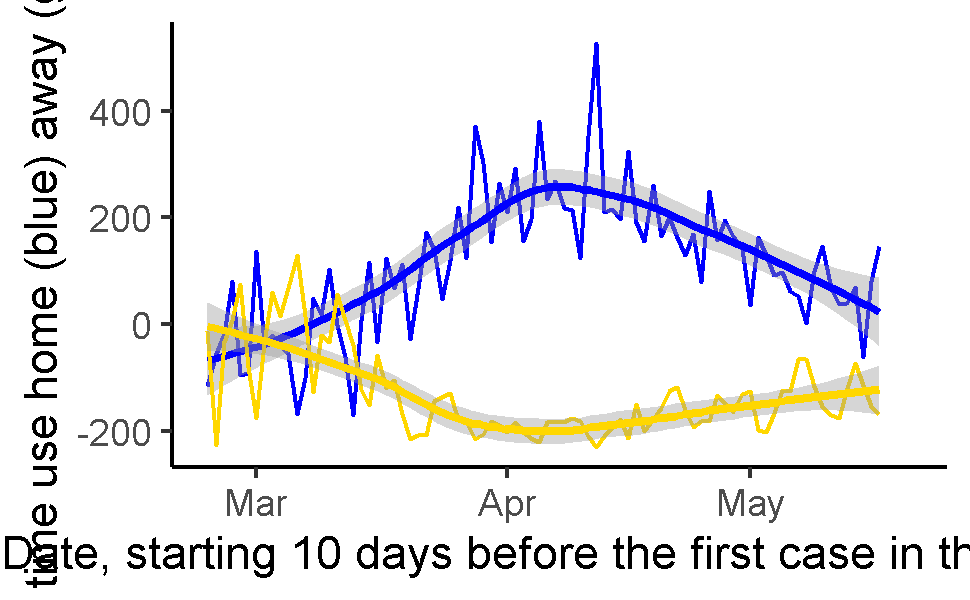 time use home (blue) away (
400
200
0
-200
Mar Apr May
Date, starting 10 days before the first case in th